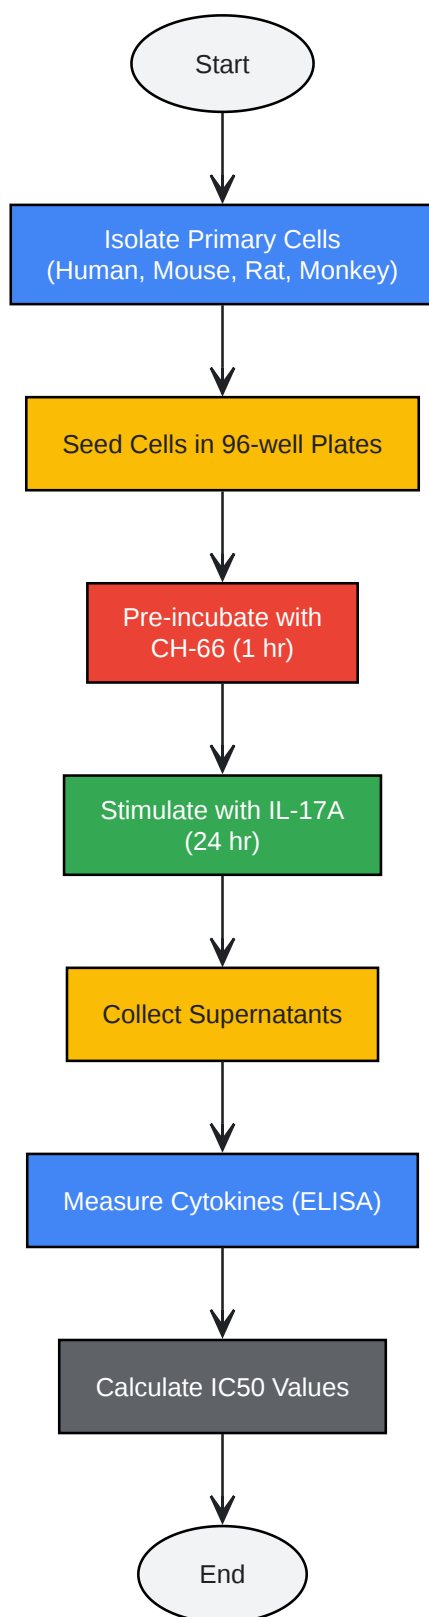 Start
Isolate Primary Cells
(Human, Mouse, Rat, Monkey)
Seed Cells in 96-well Plates
Pre-incubate with
CH-66 (1 hr)
Stimulate with IL-17A
(24 hr)
Collect Supernatants
Measure Cytokines (ELISA)
Calculate IC50 Values
End